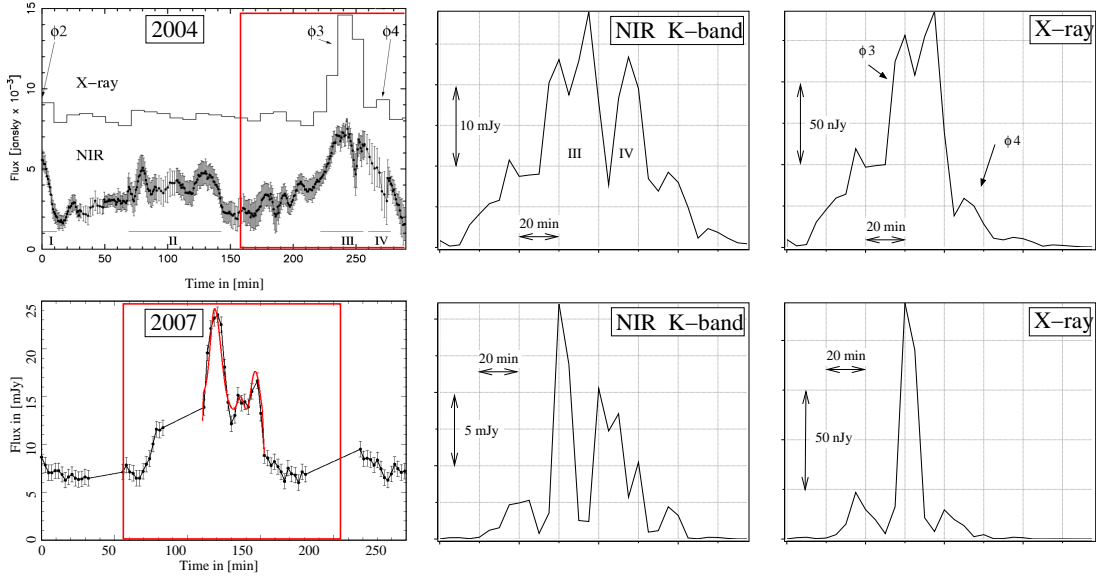 φ2
2004
φ3
φ4
X-ray
NIR
I
II
III
IV
15
10
5
0
Flux [Jansky x 10⁻³]
0
50
100
150
200
250
Time in [min]
NIR K-band
10 mJy
III
IV
20 min
X-ray
φ3
50 nJy
φ4
20 min
2007
25
20
15
10
5
0
Flux in [mJy]
0
50
100
150
200
250
Time in [min]
NIR K-band
20 min
5 mJy
X-ray
20 min
50 nJy